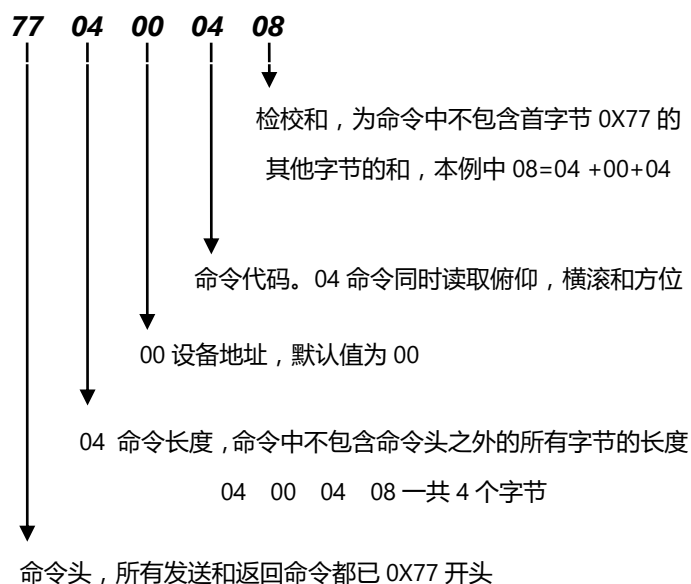 77 04 00 04 08
检校和，为命令中不包含首字节 0X77 的
其他字节的和，本例中 08=04 +00+04
命令代码。04 命令同时读取俯仰，横滚和方位
00 设备地址，默认值为 00
04 命令长度，命令中不包含命令头之外的所有字节的长度
04 00 04 08 一共 4 个字节
命令头，所有发送和返回命令都已 0X77 开头